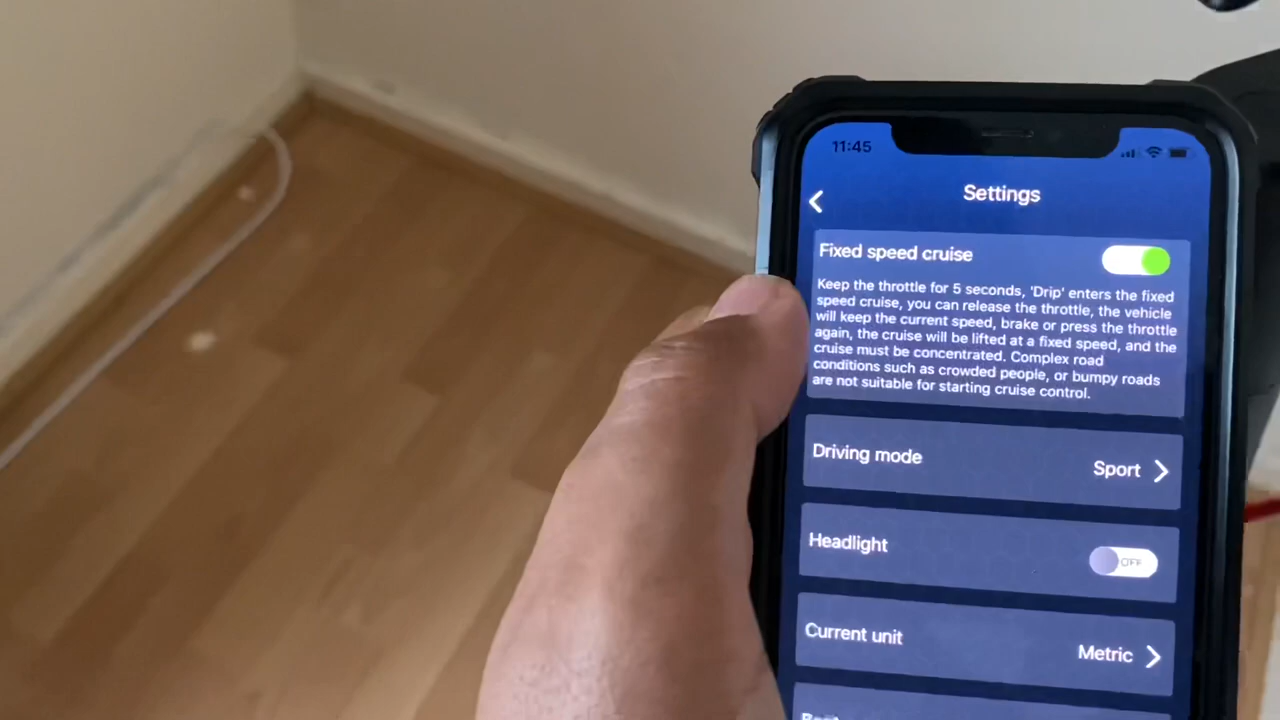 11:45
Settings
Fixed speed cruise
Keep the throttle for 5 seconds, 'Drip' enters the fixed
speed cruise, you can release the throttle, the vehicle
will keep the current speed, brake or press the throttle
again, the cruise will be lifted at a fixed speed, and the
cruise must be concentrated. Complex road
conditions such as crowded people, or bumpy roads
are not suitable for starting cruise control.
Driving mode
Sport
Headlight
OFF
Current unit
Metric